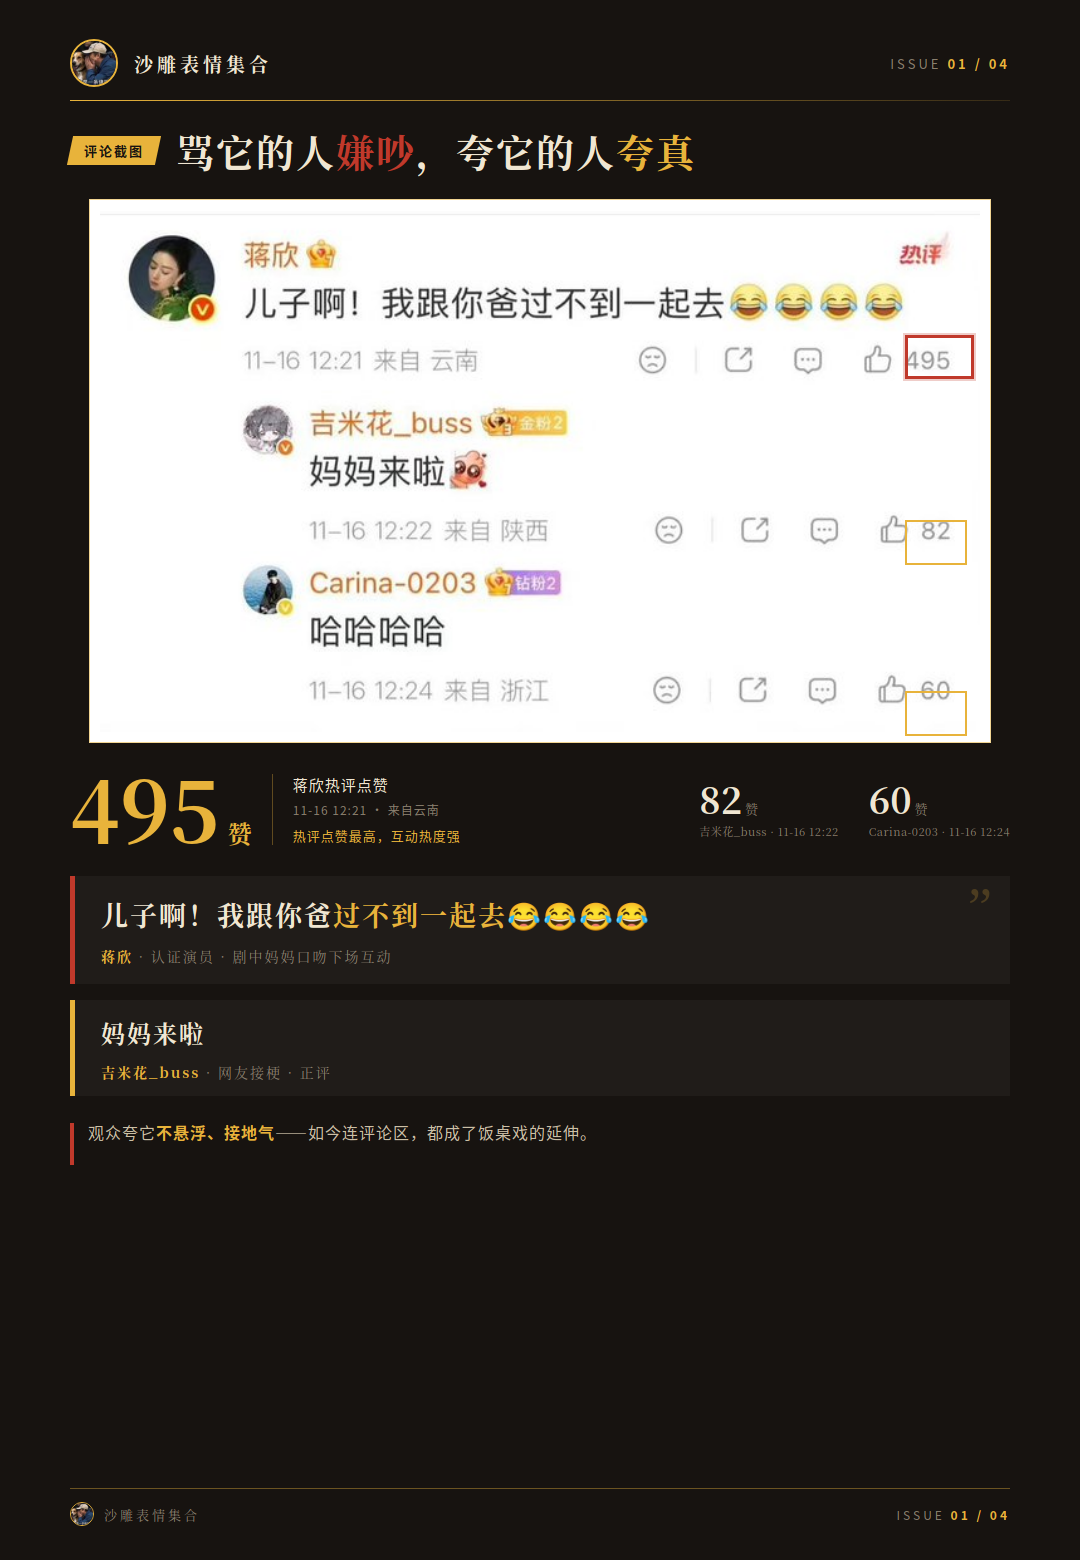 沙雕表情集合
ISSUE 01 / 04
评论截图
骂它的人嫌吵，夸它的人夸真
蒋欣
热评
儿子啊！我跟你爸过不到一起去😂😂😂😂
11-16 12:21 来自 云南
495
吉米花_buss 金粉2
妈妈来啦
11-16 12:22 来自 陕西
82
Carina-0203 钻粉2
哈哈哈哈
11-16 12:24 来自 浙江
60
495 赞
蒋欣热评点赞
11-16 12:21 · 来自云南
热评点赞最高，互动热度强
82 赞
吉米花_buss · 11-16 12:22
60 赞
Carina-0203 · 11-16 12:24
儿子啊！我跟你爸过不到一起去😂😂😂😂
”
蒋欣 · 认证演员 · 剧中妈妈口吻下场互动
妈妈来啦
吉米花_buss · 网友接梗 · 正评
观众夸它不悬浮、接地气——如今连评论区，都成了饭桌戏的延伸。
沙雕表情集合
ISSUE 01 / 04